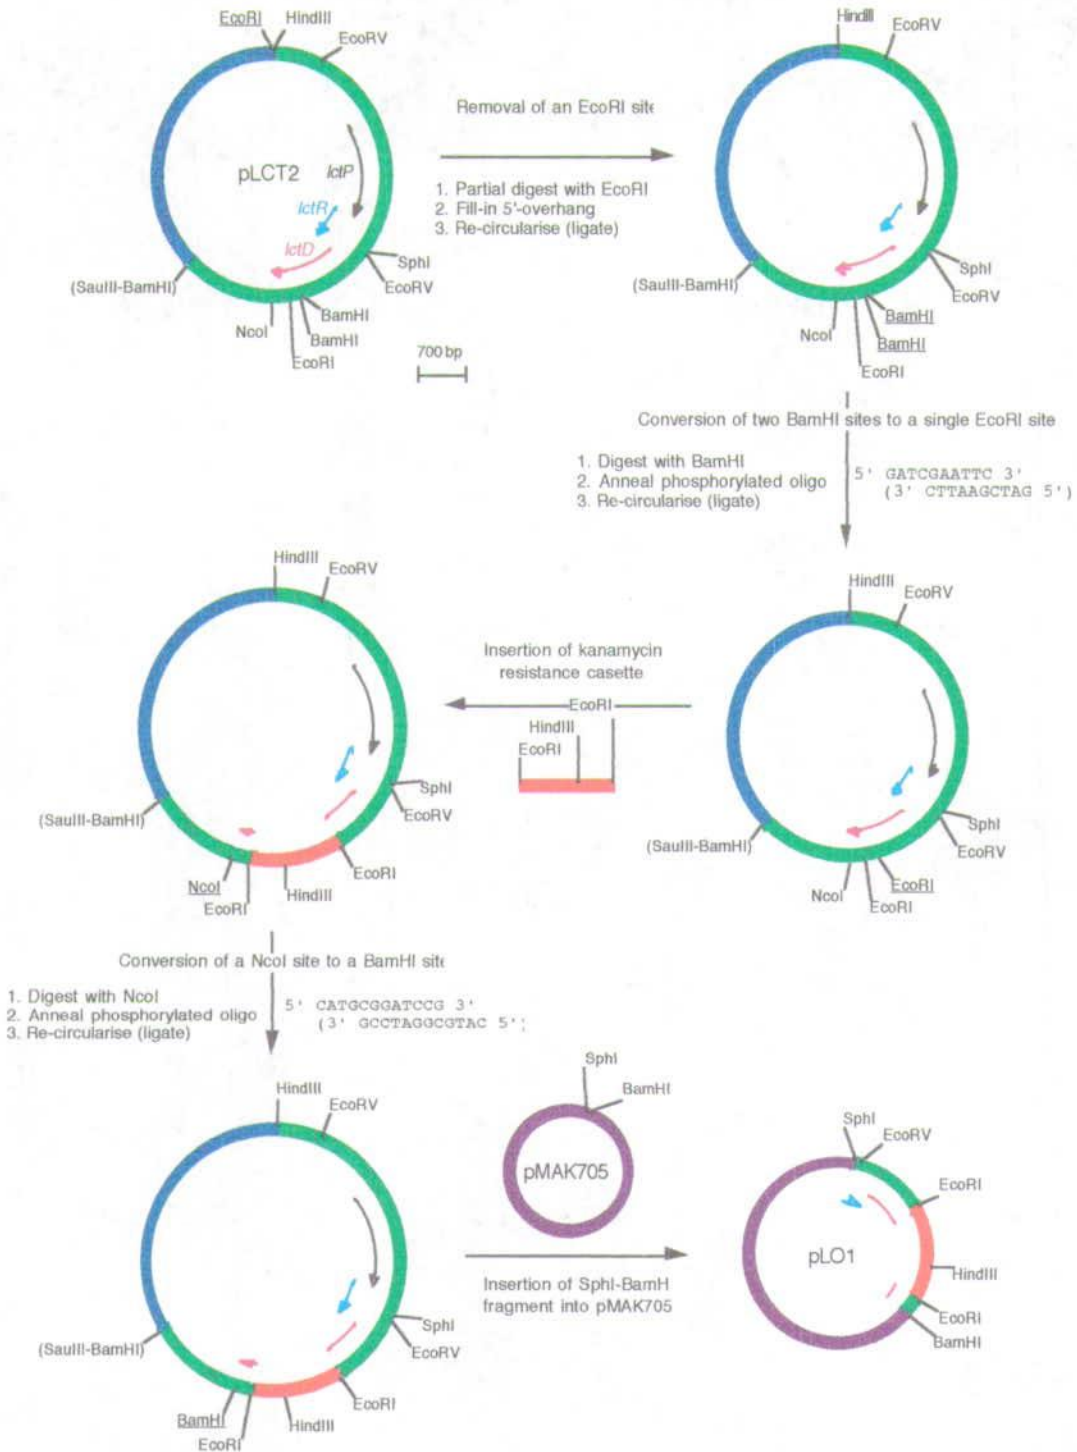 EcoRI HindIII
EcoRV
pLCT2
lctP
lctR
lctD
SphI
EcoRV
(SauIII-BamHI)
BamHI
NcoI
BamHI
EcoRI
700 bp
Removal of an EcoRI site
1. Partial digest with EcoRI
2. Fill-in 5'-overhang
3. Re-circularise (ligate)
HindIII
EcoRV
SphI
EcoRV
(SauIII-BamHI)
BamHI
NcoI
BamHI
EcoRI
Conversion of two BamHI sites to a single EcoRI site
1. Digest with BamHI
2. Anneal phosphorylated oligo
3. Re-circularise (ligate)
5' GATCGAATTC 3'
(3' CTTAAGCTAG 5')
HindIII
EcoRV
SphI
EcoRV
(SauIII-BamHI)
EcoRI
NcoI
EcoRI
Insertion of kanamycin
resistance casette
EcoRI
HindIII
EcoRI
HindIII
EcoRV
SphI
EcoRV
(SauIII-BamHI)
EcoRI
NcoI
HindIII
EcoRI
Conversion of a NcoI site to a BamHI site
1. Digest with NcoI
2. Anneal phosphorylated oligo
3. Re-circularise (ligate)
5' CATGCGGATCCG 3'
(3' GCCTAGGCGTAC 5')
HindIII
EcoRV
SphI
EcoRV
(SauIII-BamHI)
EcoRI
BamHI
HindIII
EcoRI
SphI
BamHI
pMAK705
Insertion of SphI-BamH
fragment into pMAK705
SphI
EcoRV
EcoRI
pLO1
HindIII
EcoRI
BamHI